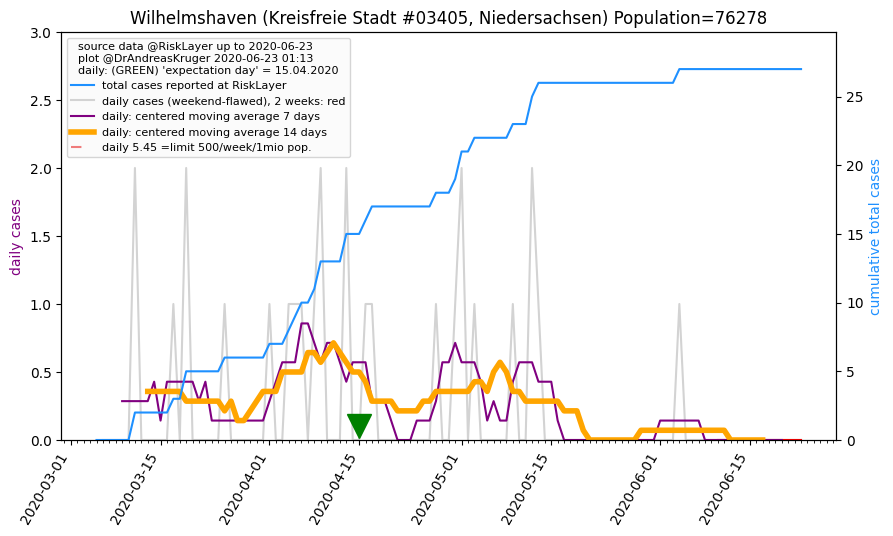 Wilhelmshaven (Kreisfreie Stadt #03405, Niedersachsen) Population=76278
source data @RiskLayer up to 2020-06-23
plot @DrAndreasKruger 2020-06-23 01:13
daily: (GREEN) 'expectation day' = 15.04.2020
total cases reported at RiskLayer
daily cases (weekend-flawed), 2 weeks: red
daily: centered moving average 7 days
daily: centered moving average 14 days
daily 5.45 =limit 500/week/1mio pop.
daily cases
3.0
2.5
2.0
1.5
1.0
0.5
0.0
cumulative total cases
25
20
15
10
5
0
2020-03-01
2020-03-15
2020-04-01
2020-04-15
2020-05-01
2020-05-15
2020-06-01
2020-06-15